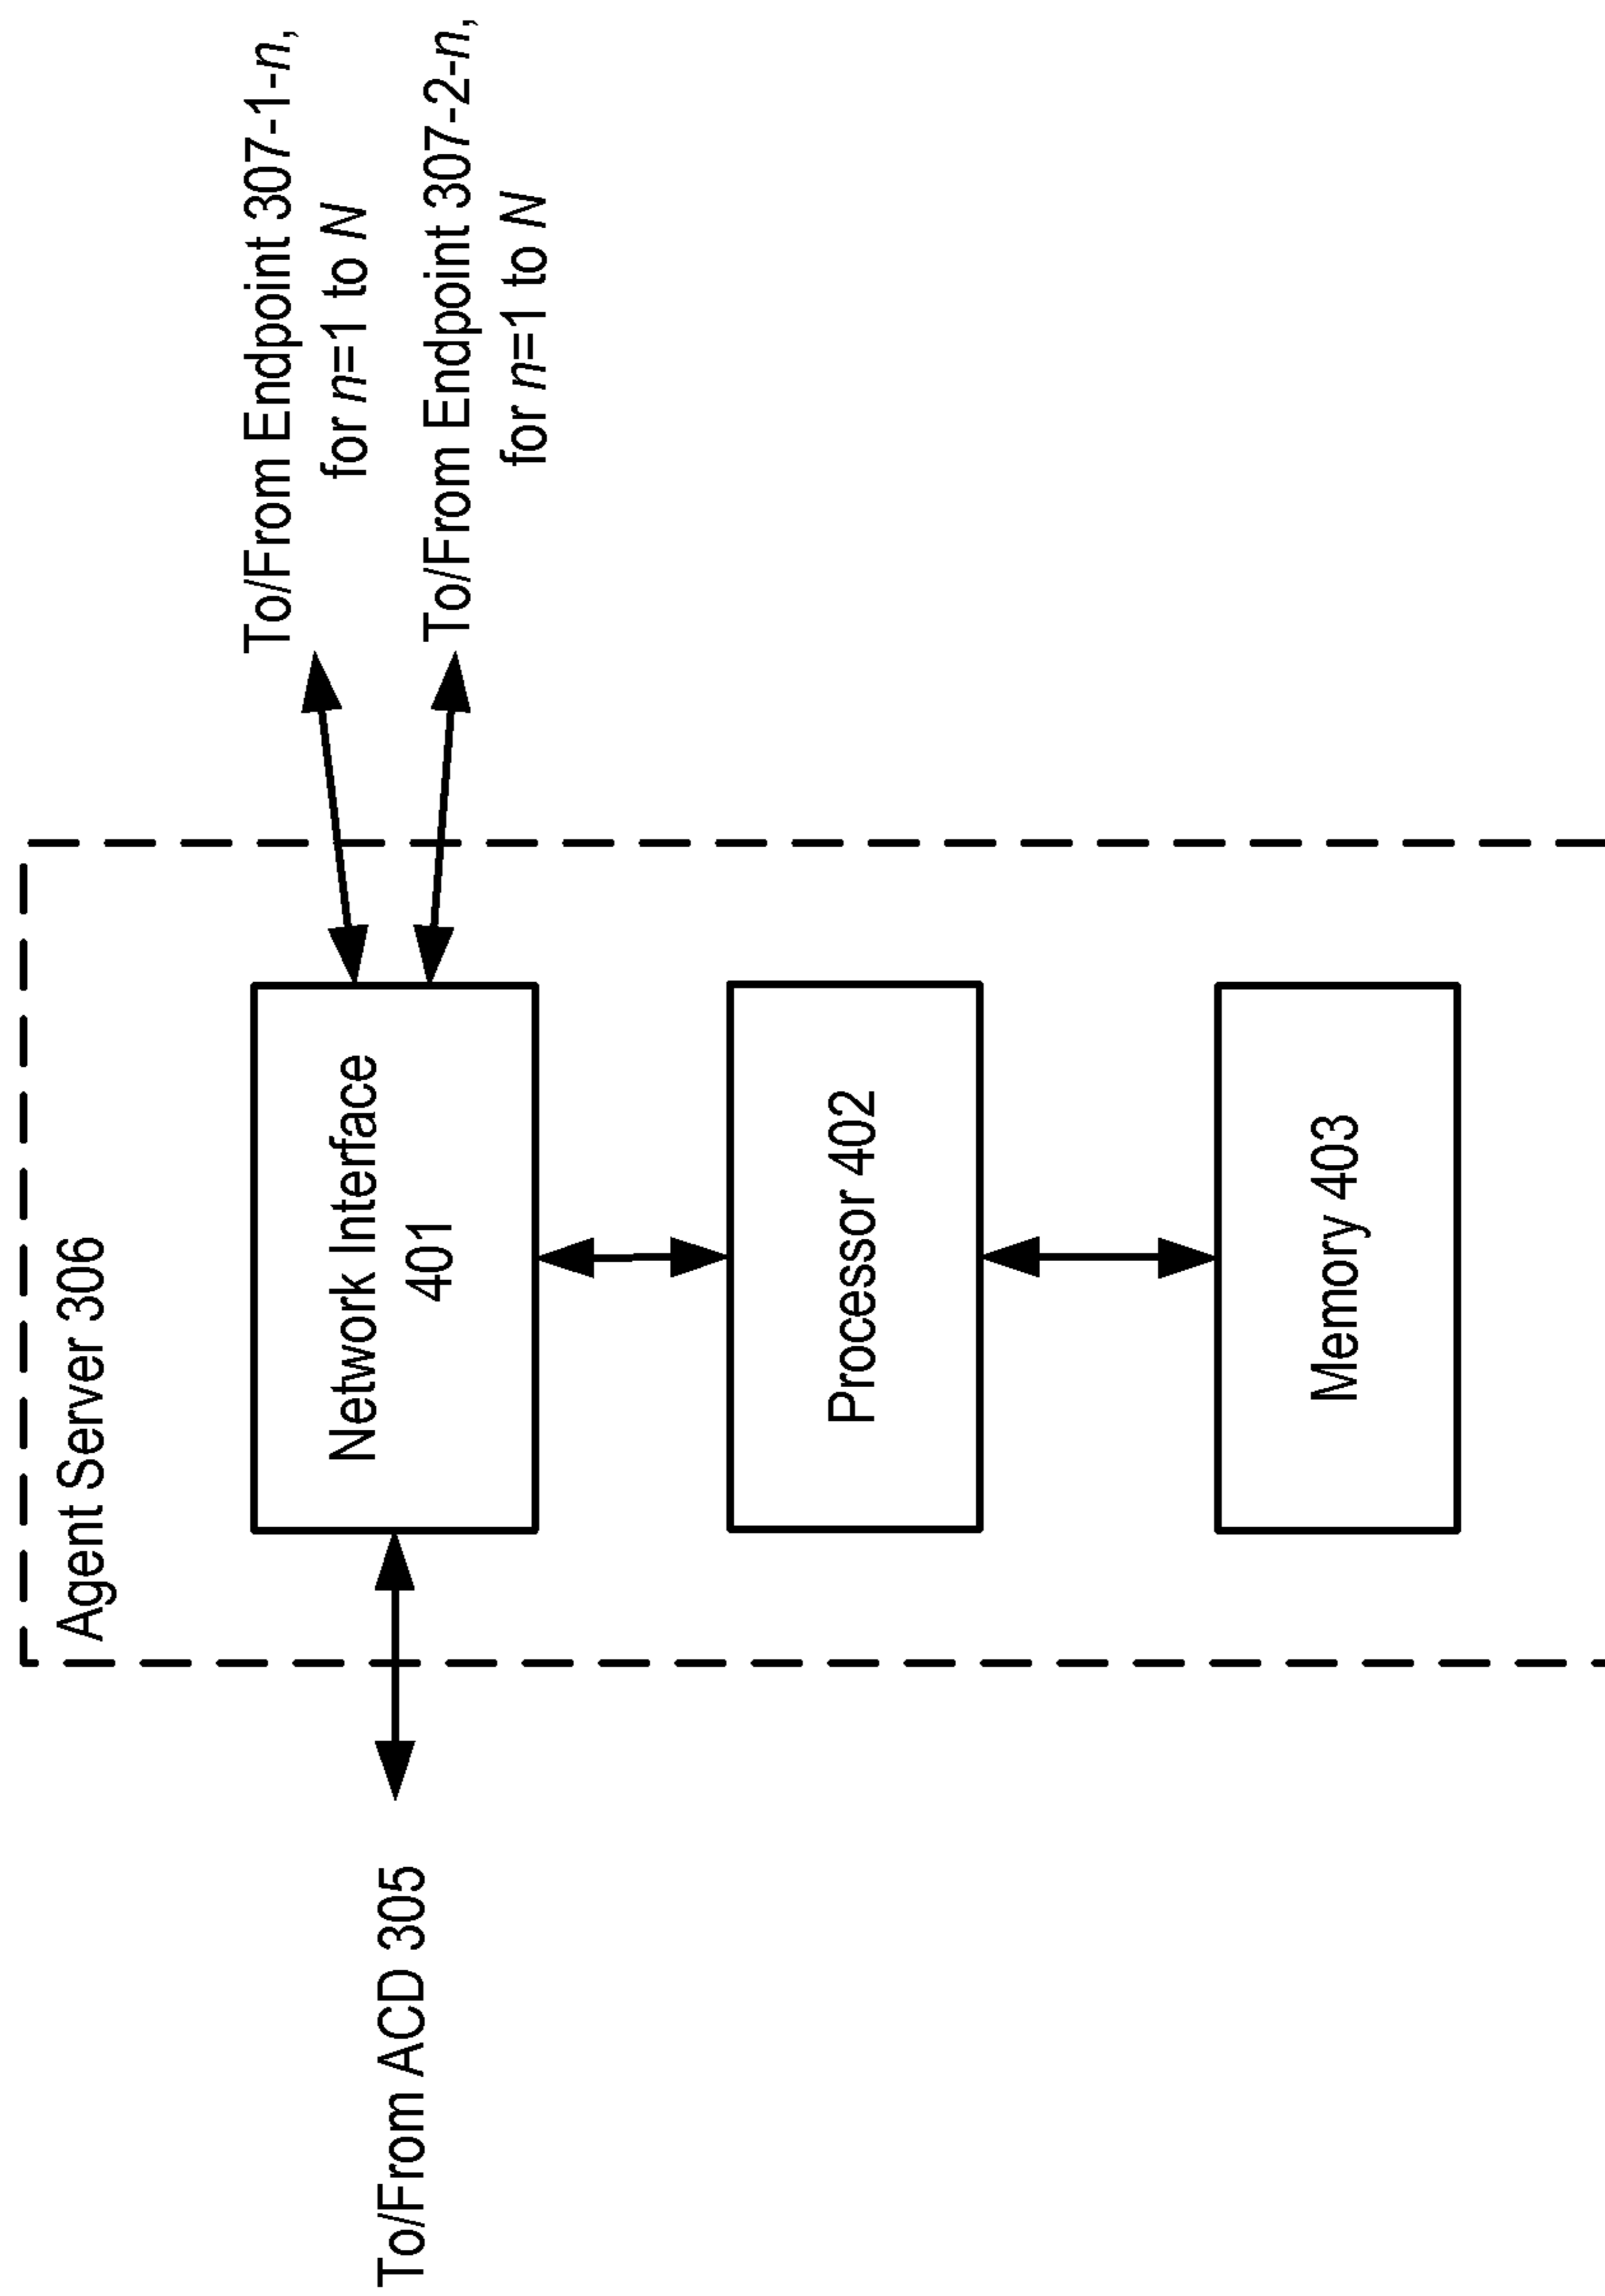 Agent Server 306
To/From ACD 305
Network Interface
401
To/From Endpoint 307-1-n,
for n=1 to N
To/From Endpoint 307-2-n,
for n=1 to N
Processor 402
Memory 403